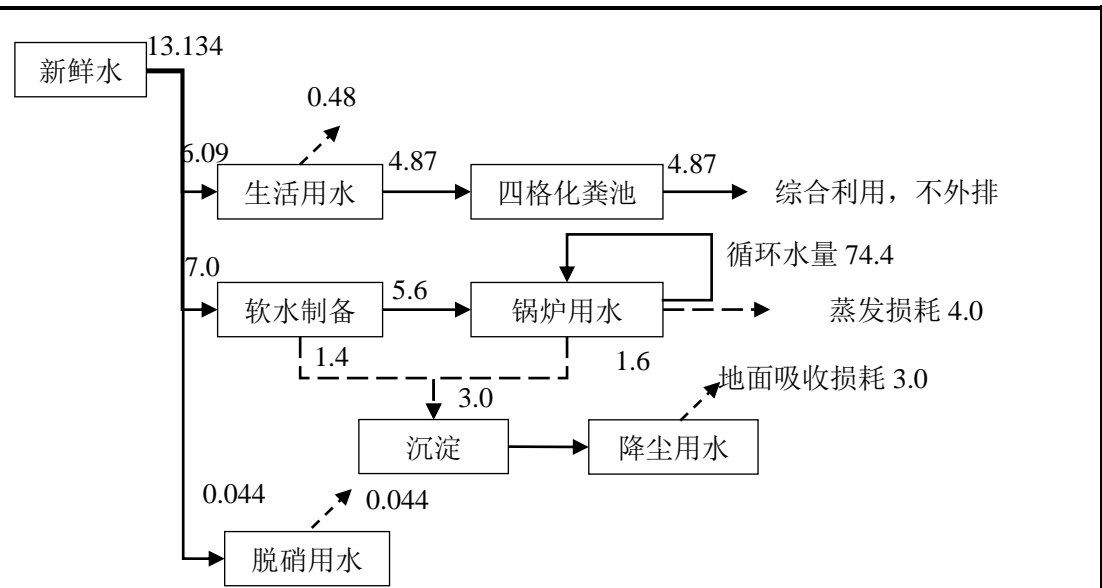 13.134
新鲜水
0.48
6.09
4.87
4.87
生活用水
四格化粪池
综合利用，不外排
循环水量 74.4
7.0
5.6
软水制备
锅炉用水
蒸发损耗 4.0
1.4
1.6
地面吸收损耗 3.0
3.0
沉淀
降尘用水
0.044
0.044
脱硝用水